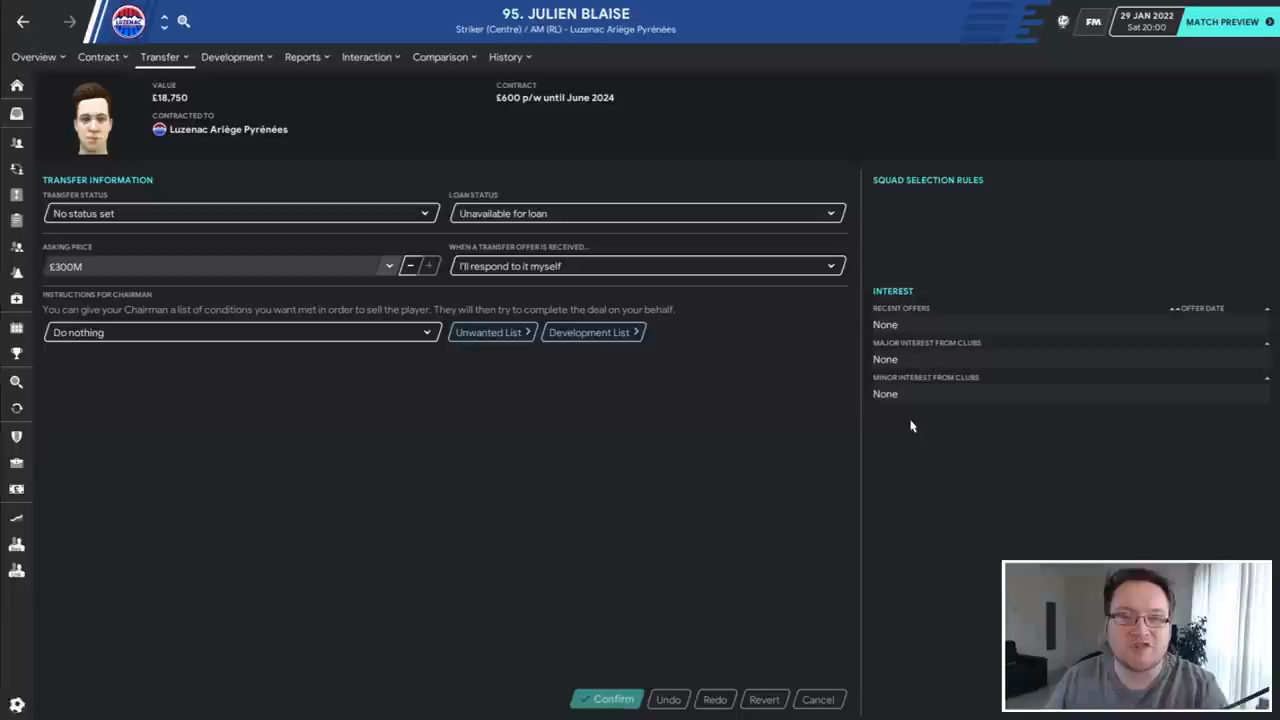 95. JULIEN BLAISE
Striker (Centre) / AM (RL) - Luzenac Ariège Pyrénées
LUZENAC
FM
29 JAN 2022
Sat 20:00
MATCH PREVIEW
Overview
Contract
Transfer
Development
Reports
Interaction
Comparison
History
VALUE
£18,750
CONTRACT
£600 p/w until June 2024
CONTRACTED TO
Luzenac Ariège Pyrénées
TRANSFER INFORMATION
TRANSFER STATUS
No status set
LOAN STATUS
Unavailable for loan
ASKING PRICE
£300M
WHEN A TRANSFER OFFER IS RECEIVED...
I'll respond to it myself
INSTRUCTIONS FOR CHAIRMAN
You can give your Chairman a list of conditions you want met in order to sell the player. They will then try to complete the deal on your behalf.
Do nothing
Unwanted List
Development List
SQUAD SELECTION RULES
INTEREST
RECENT OFFERS
OFFER DATE
None
MAJOR INTEREST FROM CLUBS
None
MINOR INTEREST FROM CLUBS
None
Confirm
Undo
Redo
Revert
Cancel